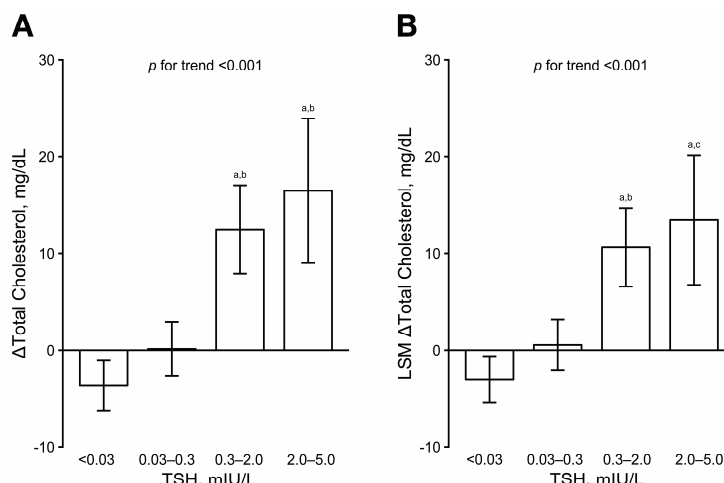 A
p for trend <0.001
ΔTotal Cholesterol, mg/dL
30
20
10
0
-10
a,b
a,b
<0.03 0.03–0.3 0.3–2.0 2.0–5.0
TSH, mIU/L
B
p for trend <0.001
LSM ΔTotal Cholesterol, mg/dL
30
20
10
0
-10
a,b
a,c
<0.03 0.03–0.3 0.3–2.0 2.0–5.0
TSH, mIU/L